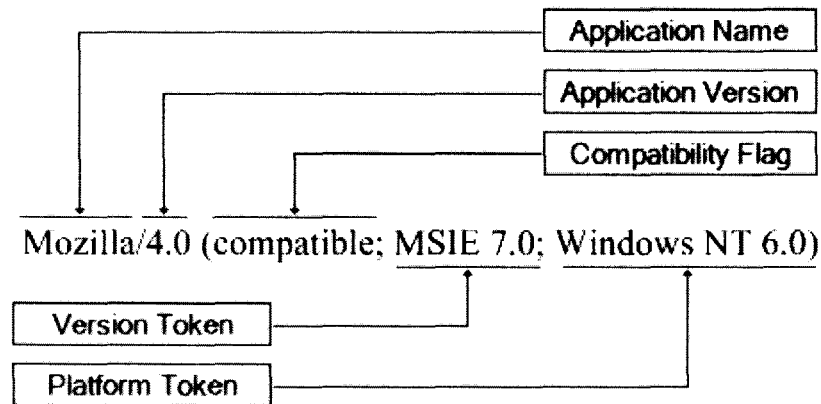 Application Name
Application Version
Compatibility Flag
Mozilla/4.0 (compatible; MSIE 7.0; Windows NT 6.0)
Version Token
Platform Token